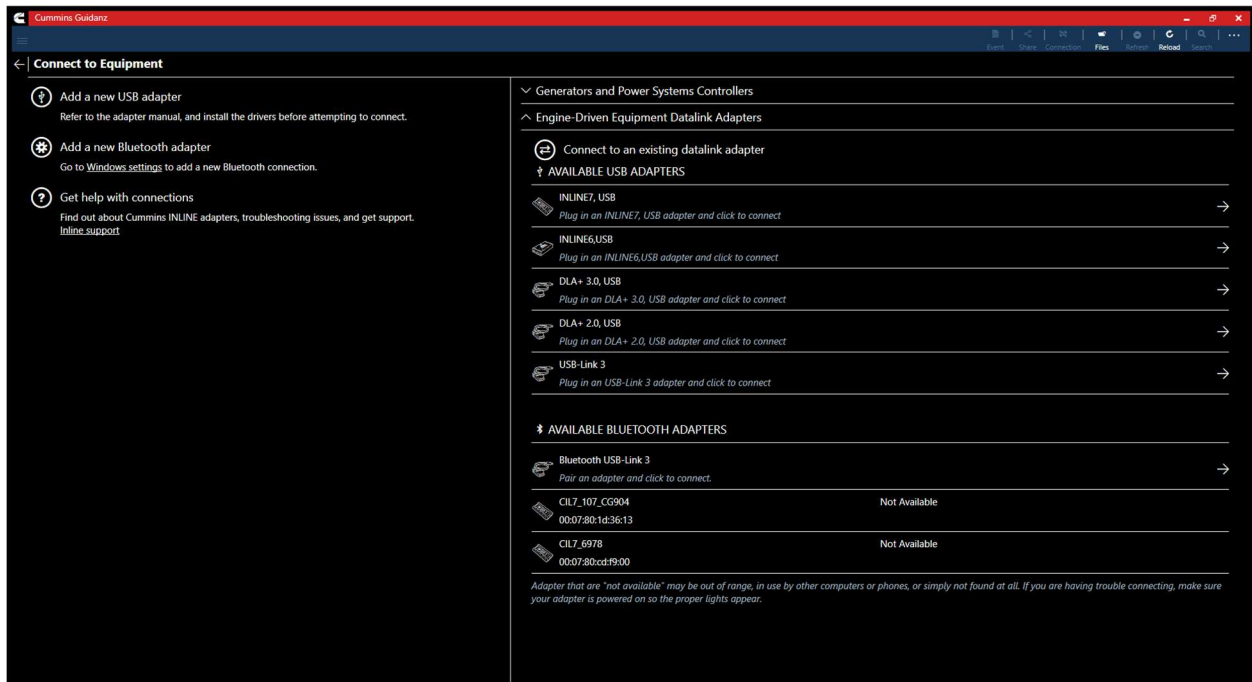 Cummins Guidanz
Event Share Connection Files Refresh Reload Search
Connect to Equipment
Add a new USB adapter
Refer to the adapter manual, and install the drivers before attempting to connect.
Add a new Bluetooth adapter
Go to Windows settings to add a new Bluetooth connection.
Get help with connections
Find out about Cummins INLINE adapters, troubleshooting issues, and get support.
Inline support
Generators and Power Systems Controllers
Engine-Driven Equipment Datalink Adapters
Connect to an existing datalink adapter
AVAILABLE USB ADAPTERS
INLINE7, USB
Plug in an INLINE7, USB adapter and click to connect
INLINE6,USB
Plug in an INLINE6,USB adapter and click to connect
DLA+ 3.0, USB
Plug in an DLA+ 3.0, USB adapter and click to connect
DLA+ 2.0, USB
Plug in an DLA+ 2.0, USB adapter and click to connect
USB-Link 3
Plug in an USB-Link 3 adapter and click to connect
AVAILABLE BLUETOOTH ADAPTERS
Bluetooth USB-Link 3
Pair an adapter and click to connect.
CIL7_107_CG904 Not Available
00:07:80:1d:36:13
CIL7_6978 Not Available
00:07:80:cd:f9:00
Adapter that are "not available" may be out of range, in use by other computers or phones, or simply not found at all. If you are having trouble connecting, make sure
your adapter is powered on so the proper lights appear.